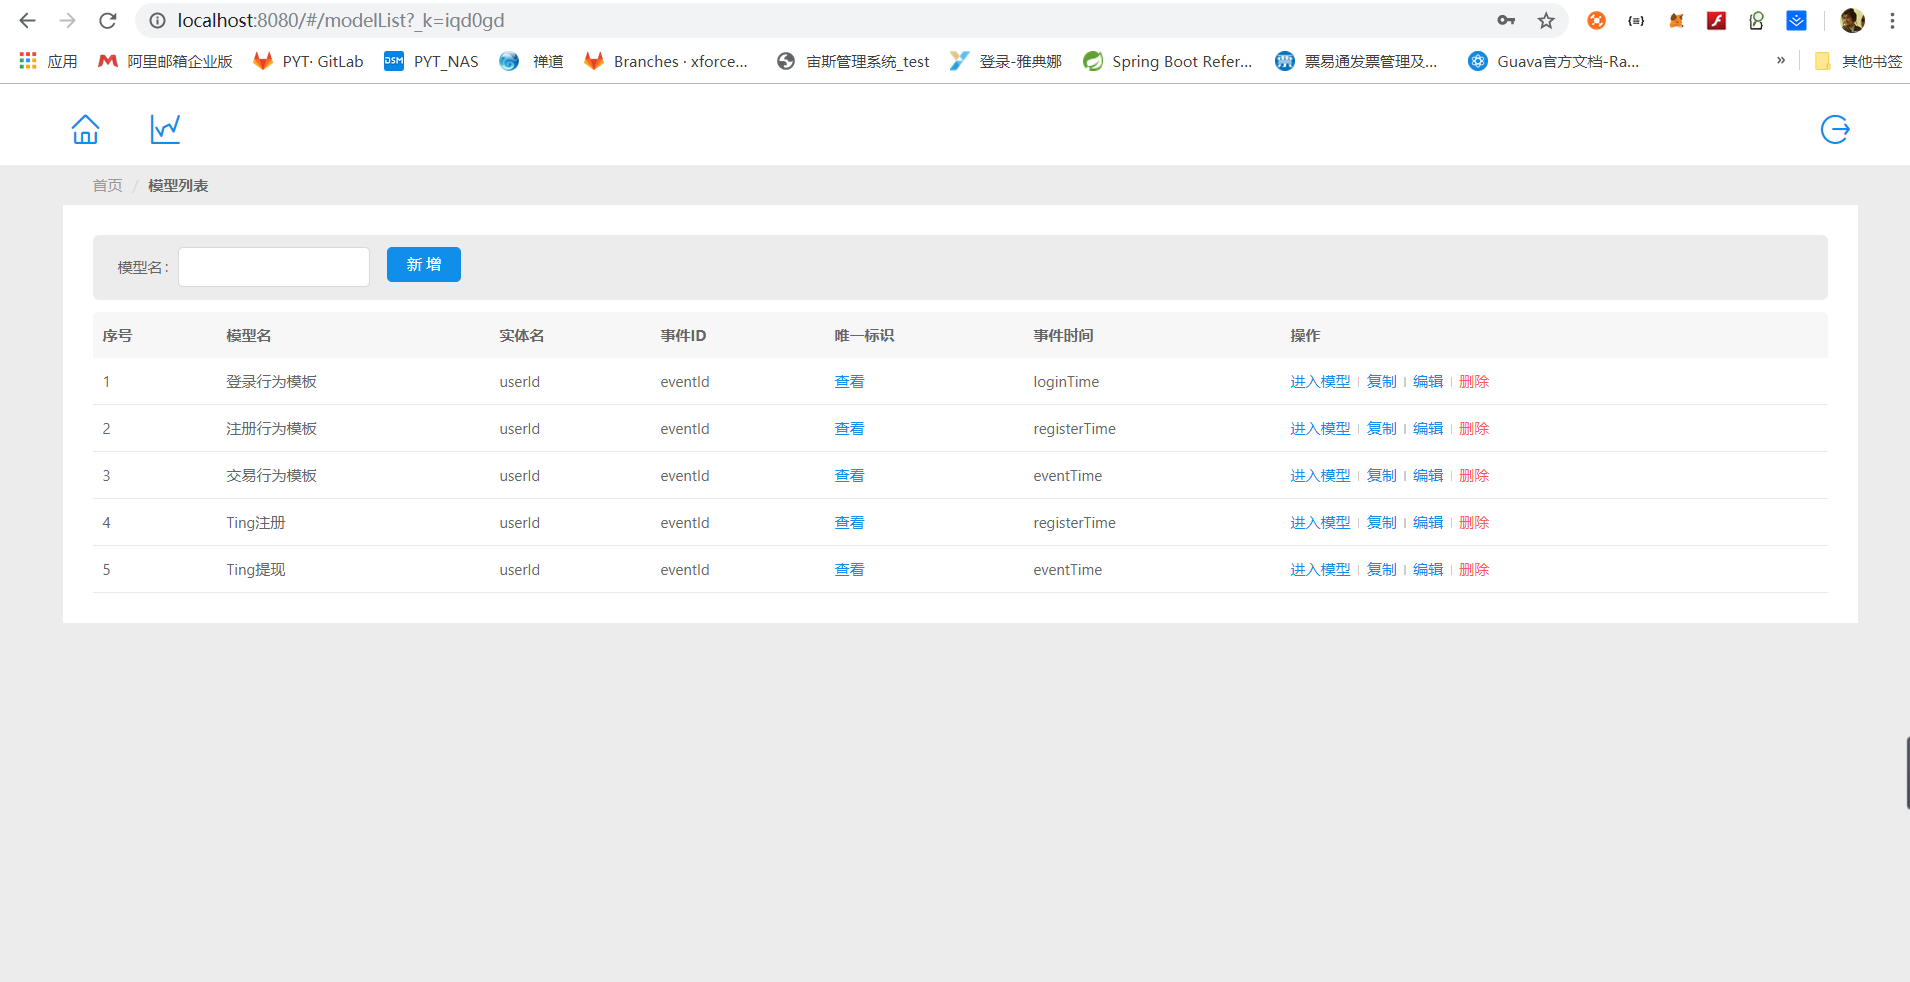 localhost:8080/#/modelList?_k=iqd0gd
应用 阿里邮箱企业版 PYT· GitLab DSM PYT_NAS 禅道 Branches · xforce... 宙斯管理系统_test 登录-雅典娜 Spring Boot Refer... 票易通发票管理及... Guava官方文档-Ra... » 其他书签
首页 / 模型列表
模型名: 新 增
序号 模型名 实体名 事件ID 唯一标识 事件时间 操作
1 登录行为模板 userId eventId 查看 loginTime 进入模型 复制 编辑 删除
2 注册行为模板 userId eventId 查看 registerTime 进入模型 复制 编辑 删除
3 交易行为模板 userId eventId 查看 eventTime 进入模型 复制 编辑 删除
4 Ting注册 userId eventId 查看 registerTime 进入模型 复制 编辑 删除
5 Ting提现 userId eventId 查看 eventTime 进入模型 复制 编辑 删除